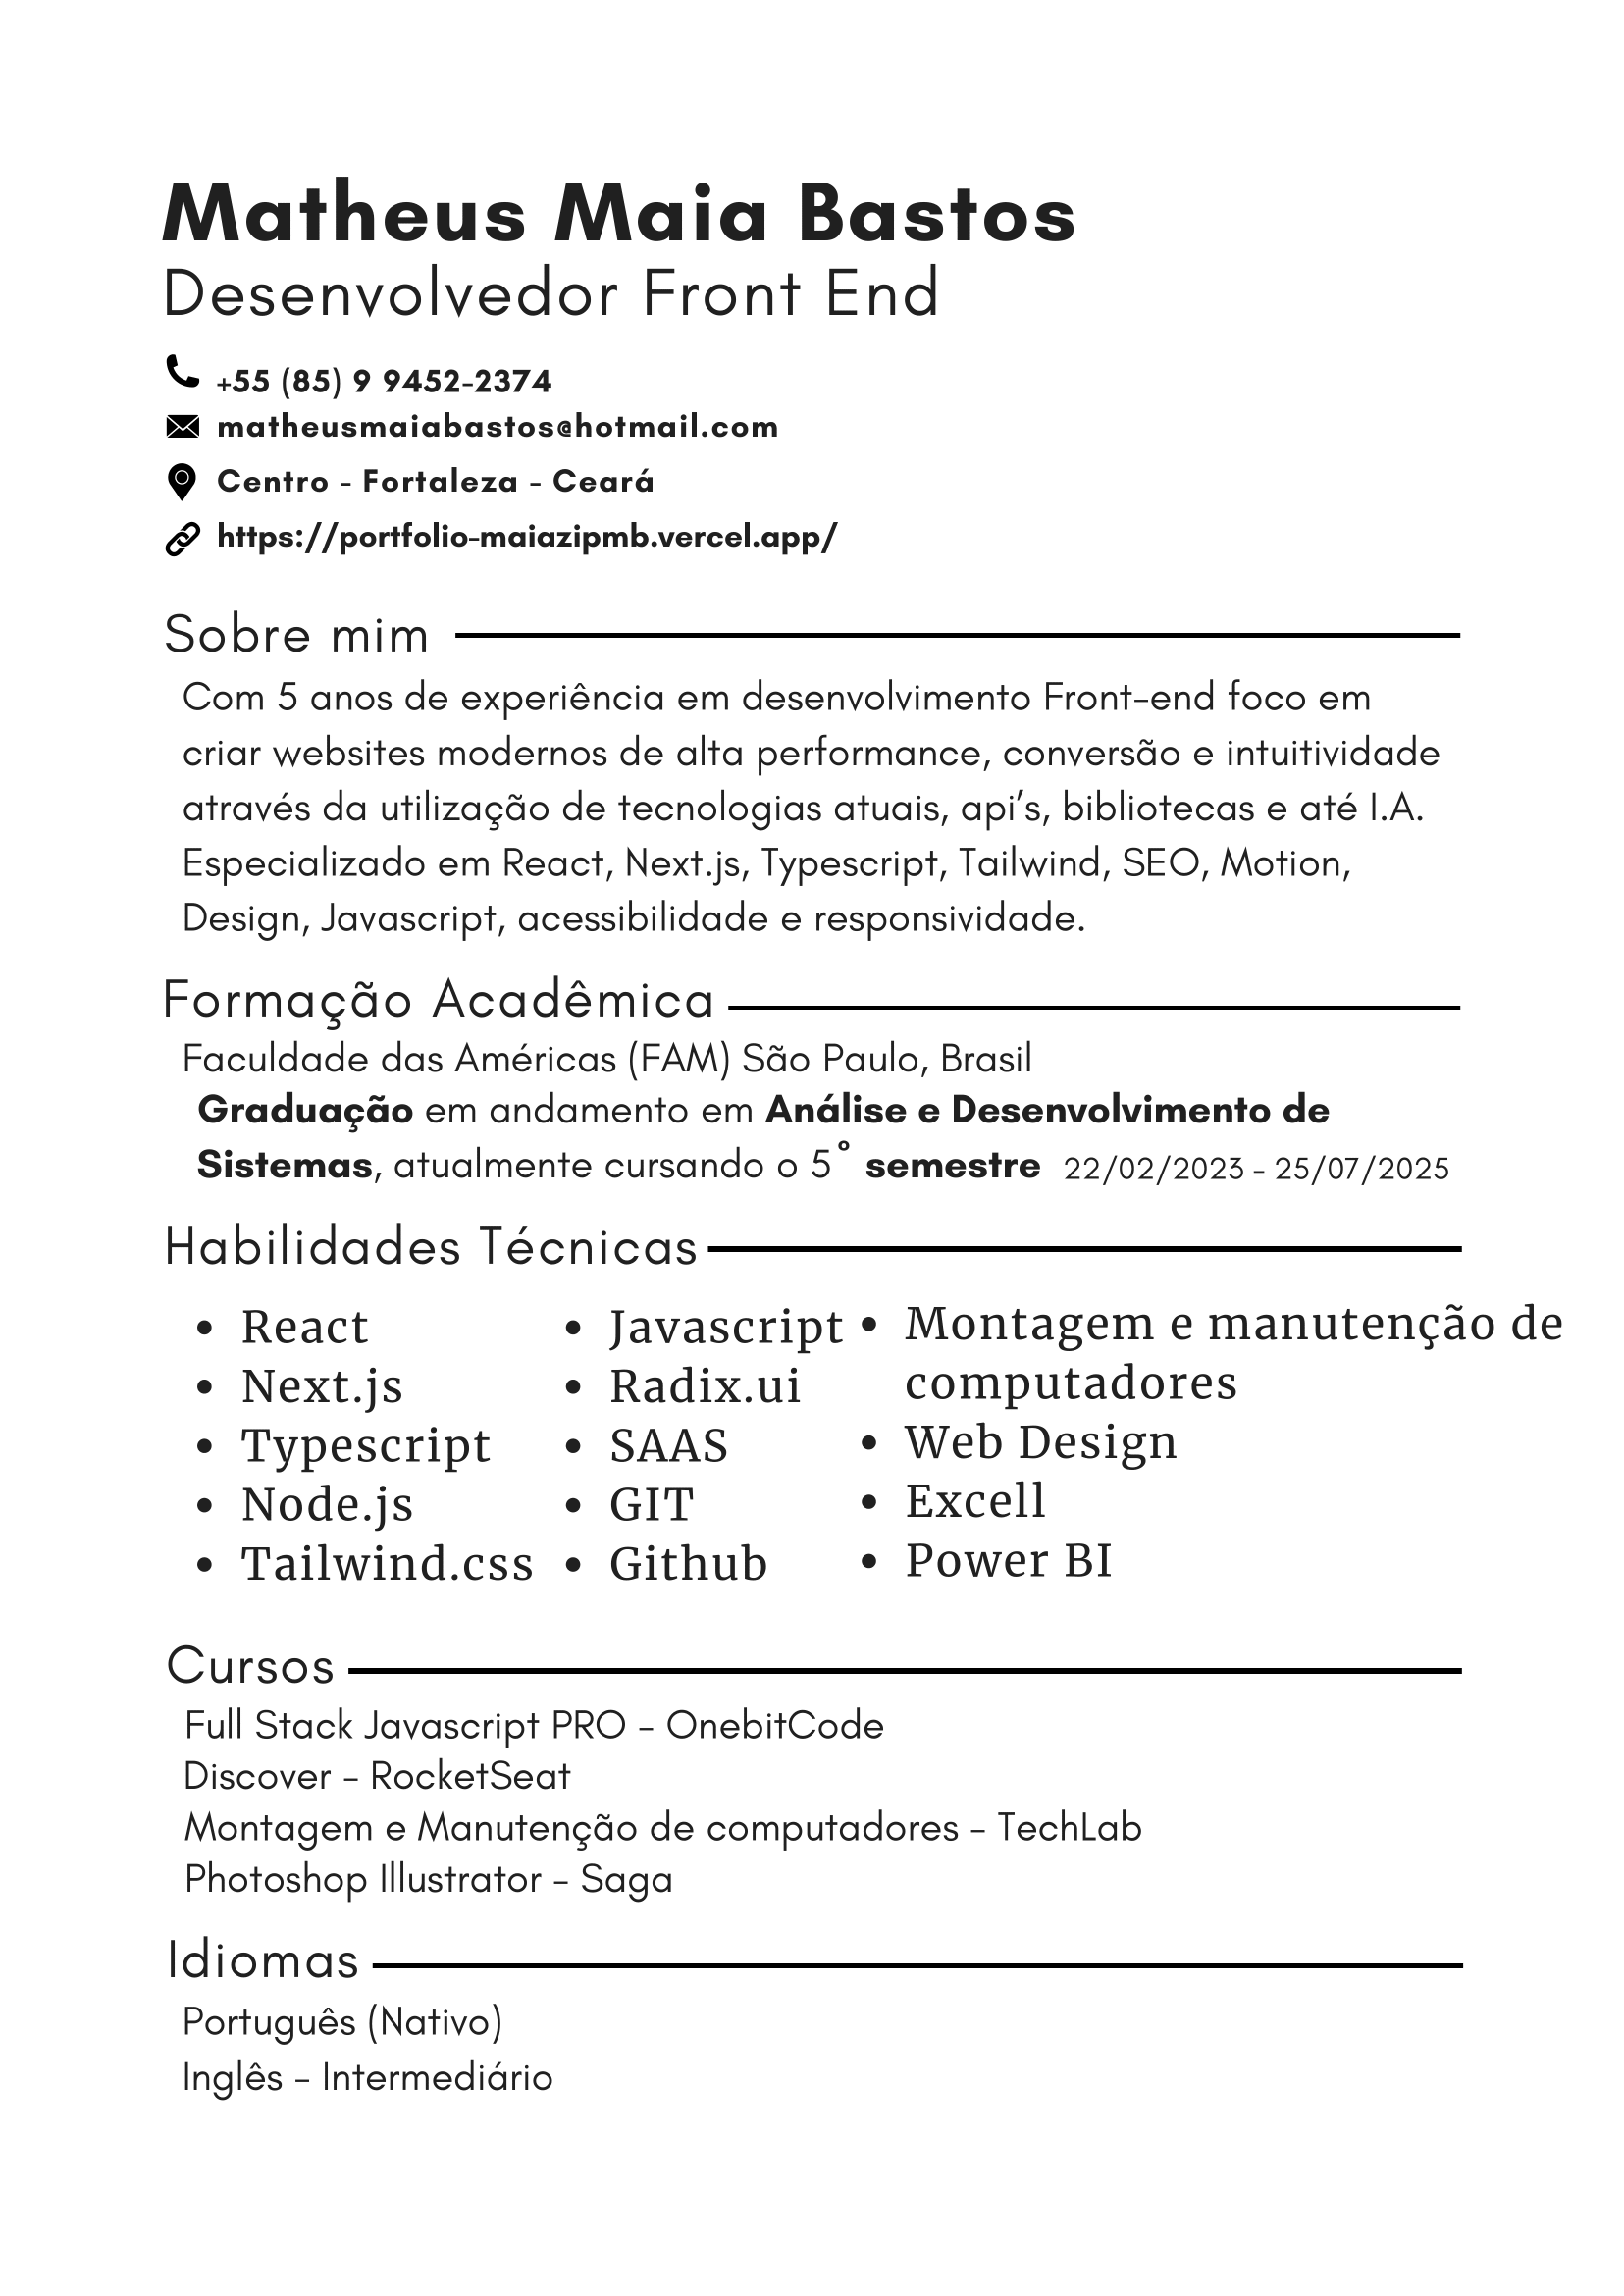 Matheus Maia Bastos
Desenvolvedor Front End
+55 (85) 9 9452-2374
matheusmaiabastos@hotmail.com
Centro - Fortaleza - Ceará
https://portfolio-maiazipmb.vercel.app/
Sobre mim
Com 5 anos de experiência em desenvolvimento Front-end foco em
criar websites modernos de alta performance, conversão e intuitividade
através da utilização de tecnologias atuais, api's, bibliotecas e até I.A.
Especializado em React, Next.js, Typescript, Tailwind, SEO, Motion,
Design, Javascript, acessibilidade e responsividade.
Formação Acadêmica
Faculdade das Américas (FAM) São Paulo, Brasil
Graduação em andamento em Análise e Desenvolvimento de
Sistemas, atualmente cursando o 5° semestre 22/02/2023 - 25/07/2025
Habilidades Técnicas
• React
• Next.js
• Typescript
• Node.js
• Tailwind.css
• Javascript
• Radix.ui
• SAAS
• GIT
• Github
• Montagem e manutenção de
computadores
• Web Design
• Excell
• Power BI
Cursos
Full Stack Javascript PRO - OnebitCode
Discover - RocketSeat
Montagem e Manutenção de computadores - TechLab
Photoshop Illustrator - Saga
Idiomas
Português (Nativo)
Inglês - Intermediário